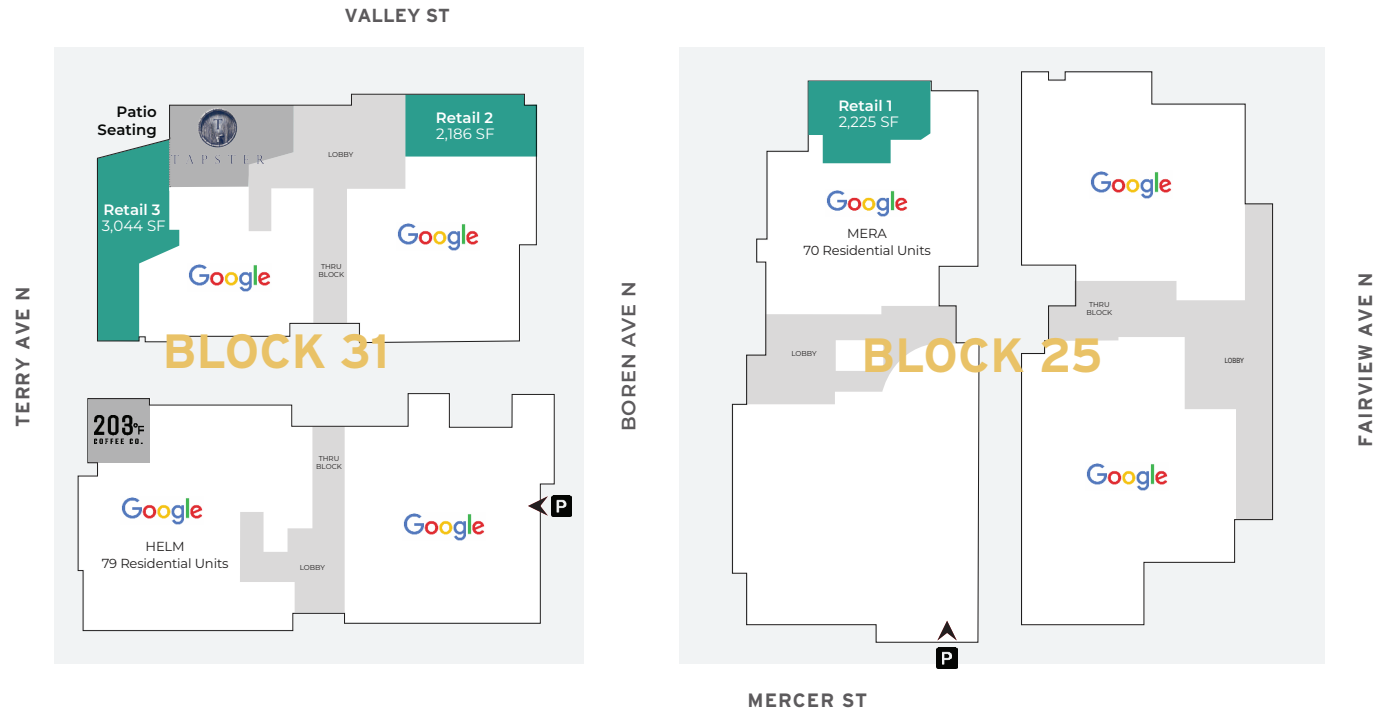 VALLEY ST
TERRY AVE N
Patio
Seating
T
TAPSTER
LOBBY
Retail 2
2,186 SF
Retail 3
3,044 SF
Google
Google
THRU
BLOCK
BLOCK 31
203°F
COFFEE CO.
THRU
BLOCK
Google
HELM
79 Residential Units
LOBBY
Google
P
BOREN AVE N
Retail 1
2,225 SF
Google
MERA
70 Residential Units
Google
THRU
BLOCK
LOBBY
BLOCK 25
LOBBY
Google
P
FAIRVIEW AVE N
MERCER ST